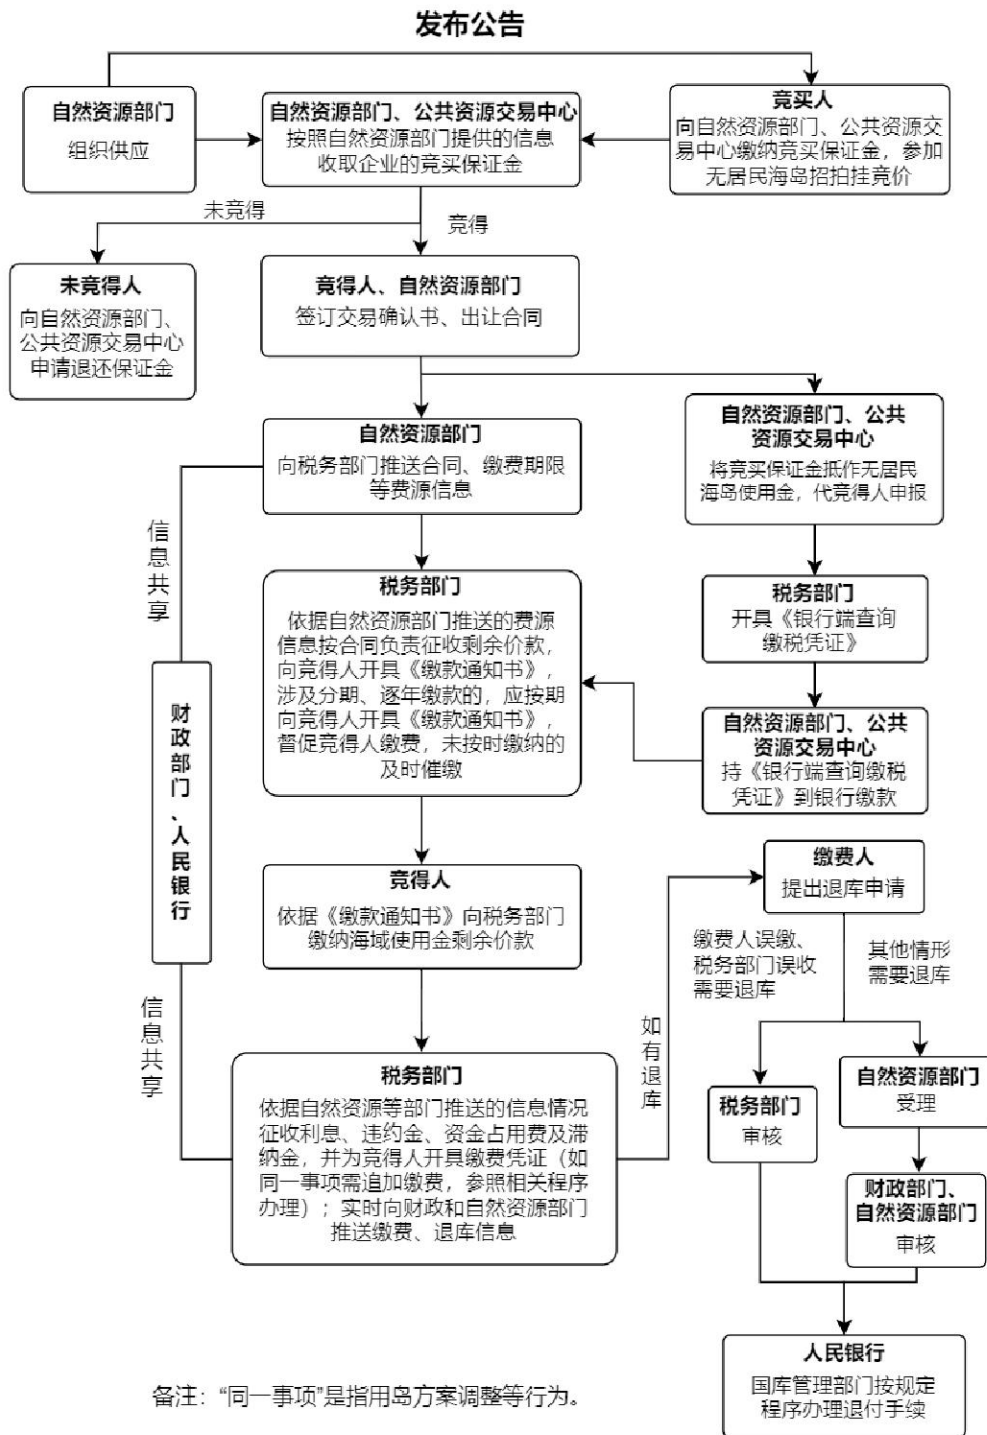 发布公告
自然资源部门
组织供应
自然资源部门、公共资源交易中心
按照自然资源部门提供的信息
收取企业的竞买保证金
竞买人
向自然资源部门、公共资源交
易中心缴纳竞买保证金，参加
无居民海岛招拍挂竞价
未竞得
竞得
未竞得人
向自然资源部门、
公共资源交易中心
申请退还保证金
竞得人、自然资源部门
签订交易确认书、出让合同
自然资源部门
向税务部门推送合同、缴费期限
等费源信息
自然资源部门、公共
资源交易中心
将竞买保证金抵作无居民
海岛使用金，代竞得人申报
信息共享
税务部门
依据自然资源部门推送的费源
信息按合同负责征收剩余价款，
向竞得人开具《缴款通知书》，
涉及分期、逐年缴款的，应按期
向竞得人开具《缴款通知书》，
督促竞得人缴费，未按时缴纳的
及时催缴
税务部门
开具《银行端查询
缴税凭证》
自然资源部门、公共
资源交易中心
持《银行端查询缴税
凭证》到银行缴款
财政部门、人民银行
竞得人
依据《缴款通知书》向税务部门
缴纳海域使用金剩余价款
缴费人
提出退库申请
缴费人误缴、
税务部门误收
需要退库
其他情形
需要退库
信息共享
如有退库
税务部门
依据自然资源等部门推送的信息情况
征收利息、违约金、资金占用费及滞
纳金，并为竞得人开具缴费凭证（如
同一事项需追加缴费，参照相关程序
办理）；实时向财政和自然资源部门
推送缴费、退库信息
税务部门
审核
自然资源部门
受理
财政部门、
自然资源部门
审核
人民银行
国库管理部门按规定
程序办理退付手续
备注：“同一事项”是指用岛方案调整等行为。